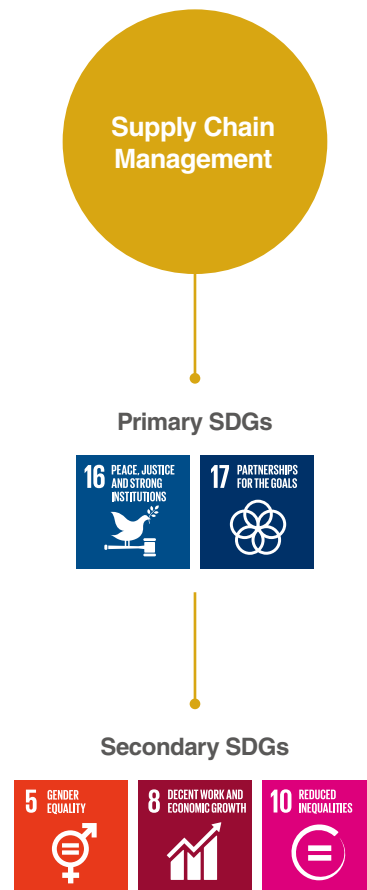 Supply Chain
Management
Primary SDGs
16 PEACE, JUSTICE
AND STRONG
INSTITUTIONS
17 PARTNERSHIPS
FOR THE GOALS
Secondary SDGs
5 GENDER
EQUALITY
8 DECENT WORK AND
ECONOMIC GROWTH
10 REDUCED
INEQUALITIES